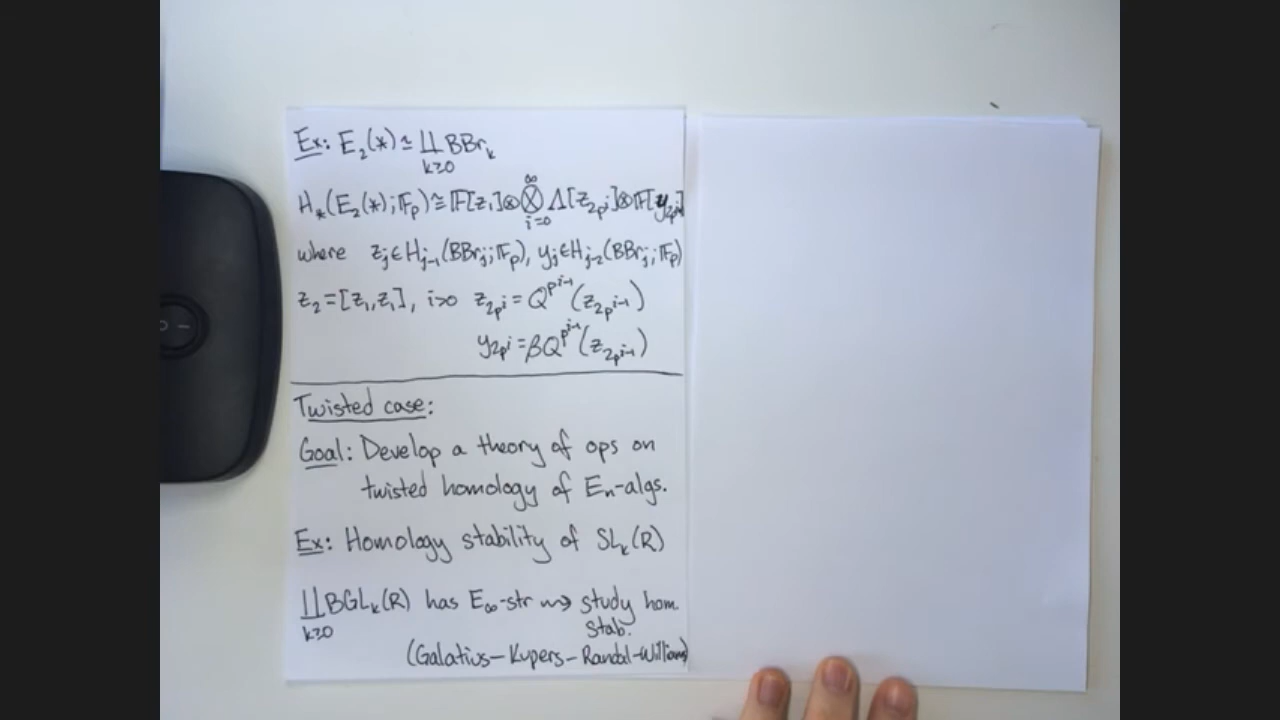 Ex: E₂(*) ≃ ∐ BBr_k
k≥0
H_*(E₂(*);𝔽_p) ≅ 𝔽[z₁]⊗ ⨂_{i=0}^∞ Λ[z_{2p^i}]⊗𝔽[y_{2p^i}]
where z_j ∈ H_{j-1}(BBr_j;𝔽_p), y_j ∈ H_{j-2}(BBr_j;𝔽_p)
z₂=[z₁,z₁], i>0 z_{2p^i} = Q^{p^{i-1}}(z_{2p^{i-1}})
y_{2p^i} = βQ^{p^{i-1}}(z_{2p^{i-1}})
Twisted case:
Goal: Develop a theory of ops on
twisted homology of E_n-algs.
Ex: Homology stability of SL_k(R)
∐ BGL_k(R) has E_∞-str ⇝ study hom.
k≥0 stab.
(Galatius–Kupers–Randal-Williams)